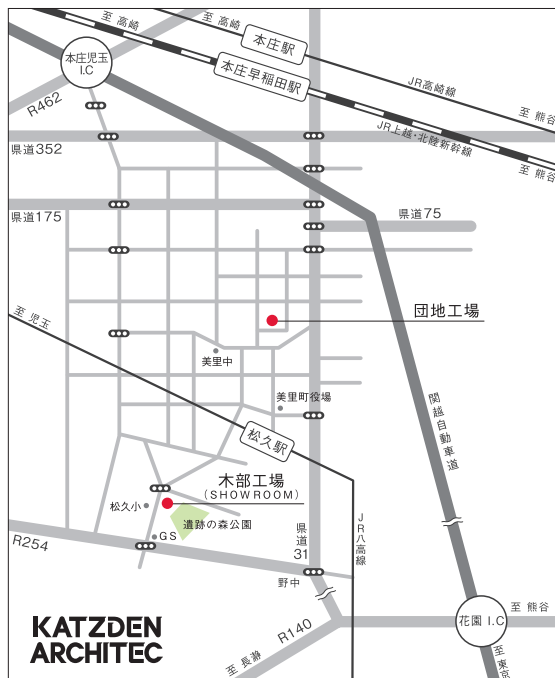 至 高崎
至 高崎
本庄駅
本庄児玉
I.C
本庄早稲田駅
JR高崎線
至 熊谷
R462
JR上越・北陸新幹線
県道352
至 熊谷
県道175
県道75
至 児玉
団地工場
美里中
美里町役場
関越自動車道
松久駅
木部工場
(SHOWROOM)
松久小
遺跡の森公園
GS
県道
31
JR八高線
R254
野中
KATZDEN
ARCHITEC
R140
至 長瀞
花園 I.C
至 熊谷
至 東京